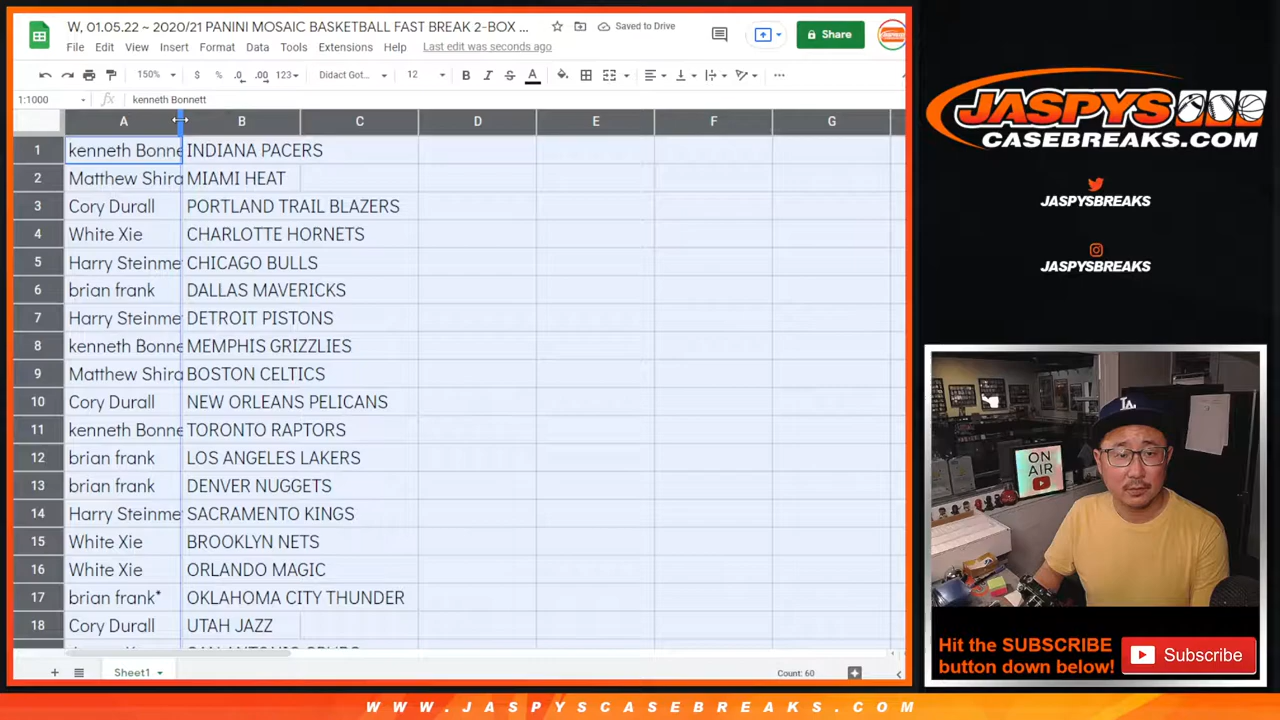 W, 01.05.22 ~ 2020/21 PANINI MOSAIC BASKETBALL FAST BREAK 2-BOX ...
Saved to Drive
File Edit View Insert Format Data Tools Extensions Help Last edit was seconds ago
Share
150% $ % .0 .00 123 Didact Got... 12 B I S A
1:1000 fx kenneth Bonnett
A B C D E F G
1 kenneth Bonne INDIANA PACERS
2 Matthew Shira MIAMI HEAT
3 Cory Durall PORTLAND TRAIL BLAZERS
4 White Xie CHARLOTTE HORNETS
5 Harry Steinme CHICAGO BULLS
6 brian frank DALLAS MAVERICKS
7 Harry Steinme DETROIT PISTONS
8 kenneth Bonne MEMPHIS GRIZZLIES
9 Matthew Shira BOSTON CELTICS
10 Cory Durall NEW ORLEANS PELICANS
11 kenneth Bonne TORONTO RAPTORS
12 brian frank LOS ANGELES LAKERS
13 brian frank DENVER NUGGETS
14 Harry Steinme SACRAMENTO KINGS
15 White Xie BROOKLYN NETS
16 White Xie ORLANDO MAGIC
17 brian frank* OKLAHOMA CITY THUNDER
18 Cory Durall UTAH JAZZ
Sheet1
Count: 60
JASPYS
CASEBREAKS.COM
JASPYSBREAKS
JASPYSBREAKS
LA
ON
AIR
Hit the SUBSCRIBE
button down below!
Subscribe
WWW.JASPYSCASEBREAKS.COM